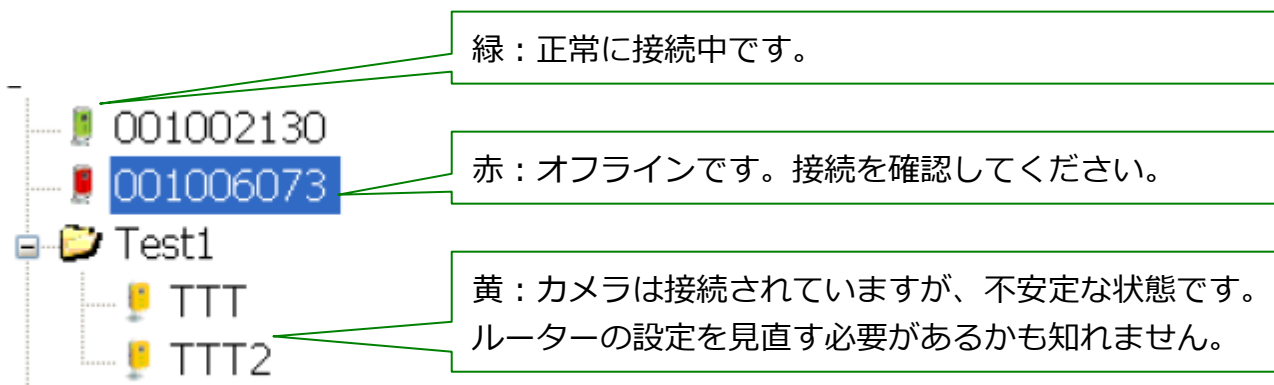 緑：正常に接続中です。
001002130
赤：オフラインです。接続を確認してください。
001006073
Test1
黄：カメラは接続されていますが、不安定な状態です。
ルーターの設定を見直す必要があるかも知れません。
TTT
TTT2